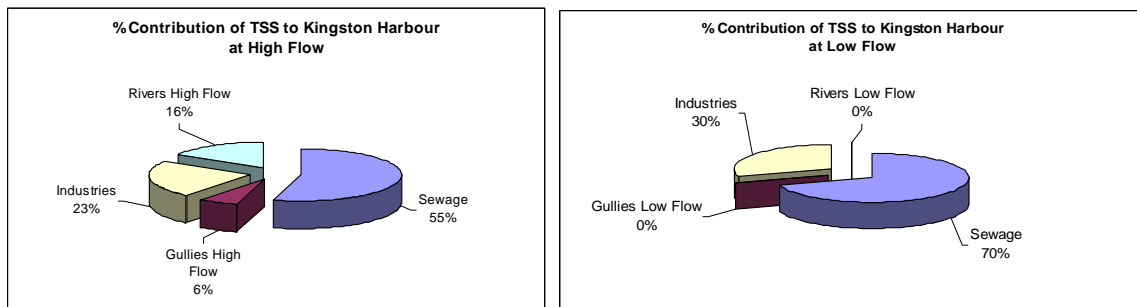 %Contribution of TSS to Kingston Harbour
at High Flow
Rivers High Flow
16%
Industries
23%
Gullies High
Flow
6%
Sewage
55%
%Contribution of TSS to Kingston Harbour
at Low Flow
Industries
30%
Rivers Low Flow
0%
Gullies Low Flow
0%
Sewage
70%